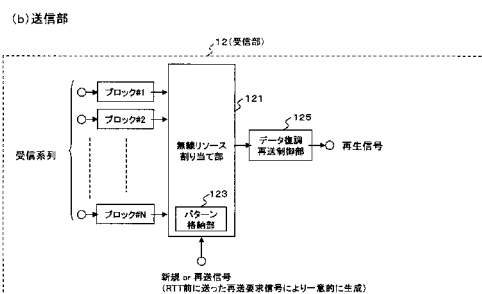 (b)送信部
12(受信部)
121
ブロック#1
ブロック#2
125
受信系列
無線リソース
割り当て部
データ復調
再送制御部
再生信号
123
ブロック#N
パターン
格納部
新規 or 再送信号
(RTT前に送った再送要求信号により一意的に生成)